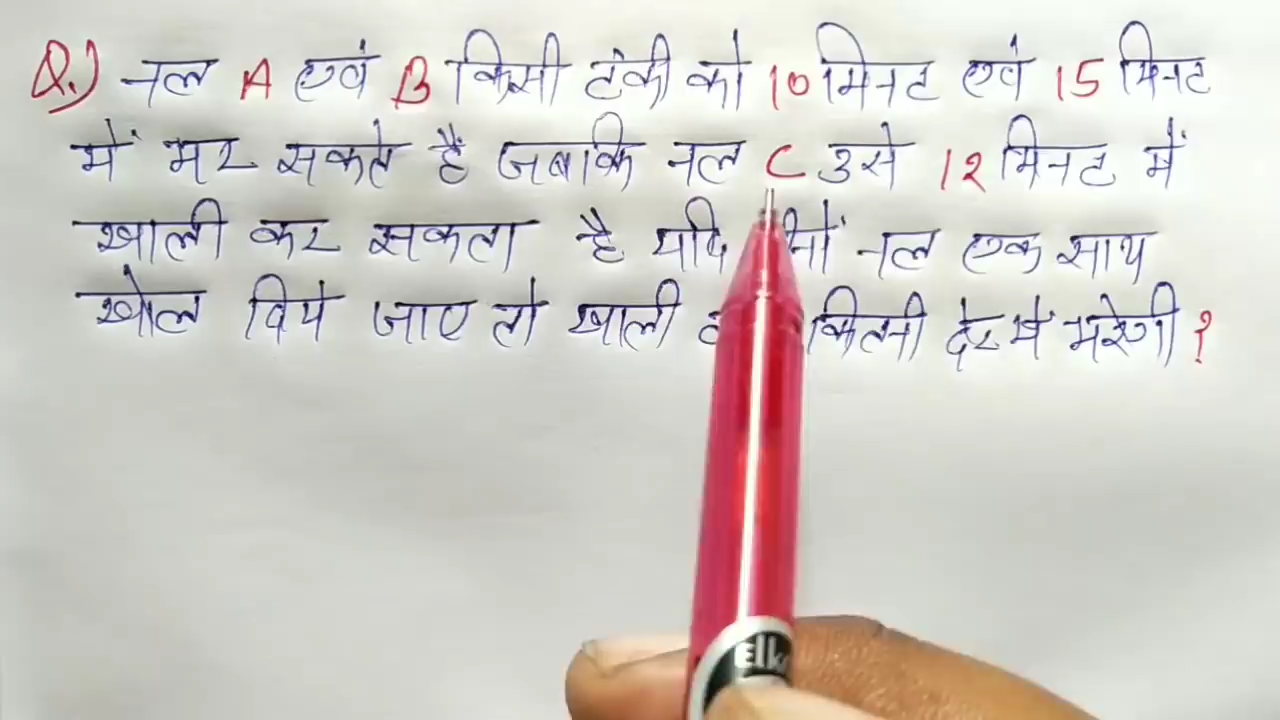 Q.) नल A एवं B किसी टंकी को 10 मिनट एवं 15 मिनट
में भर सकते हैं जबकि नल C उसे 12 मिनट में
खाली कर सकता है यदि नल एक साथ
खोल दिये जाए तो खाली कितनी देर में भरेगी ?
Elk